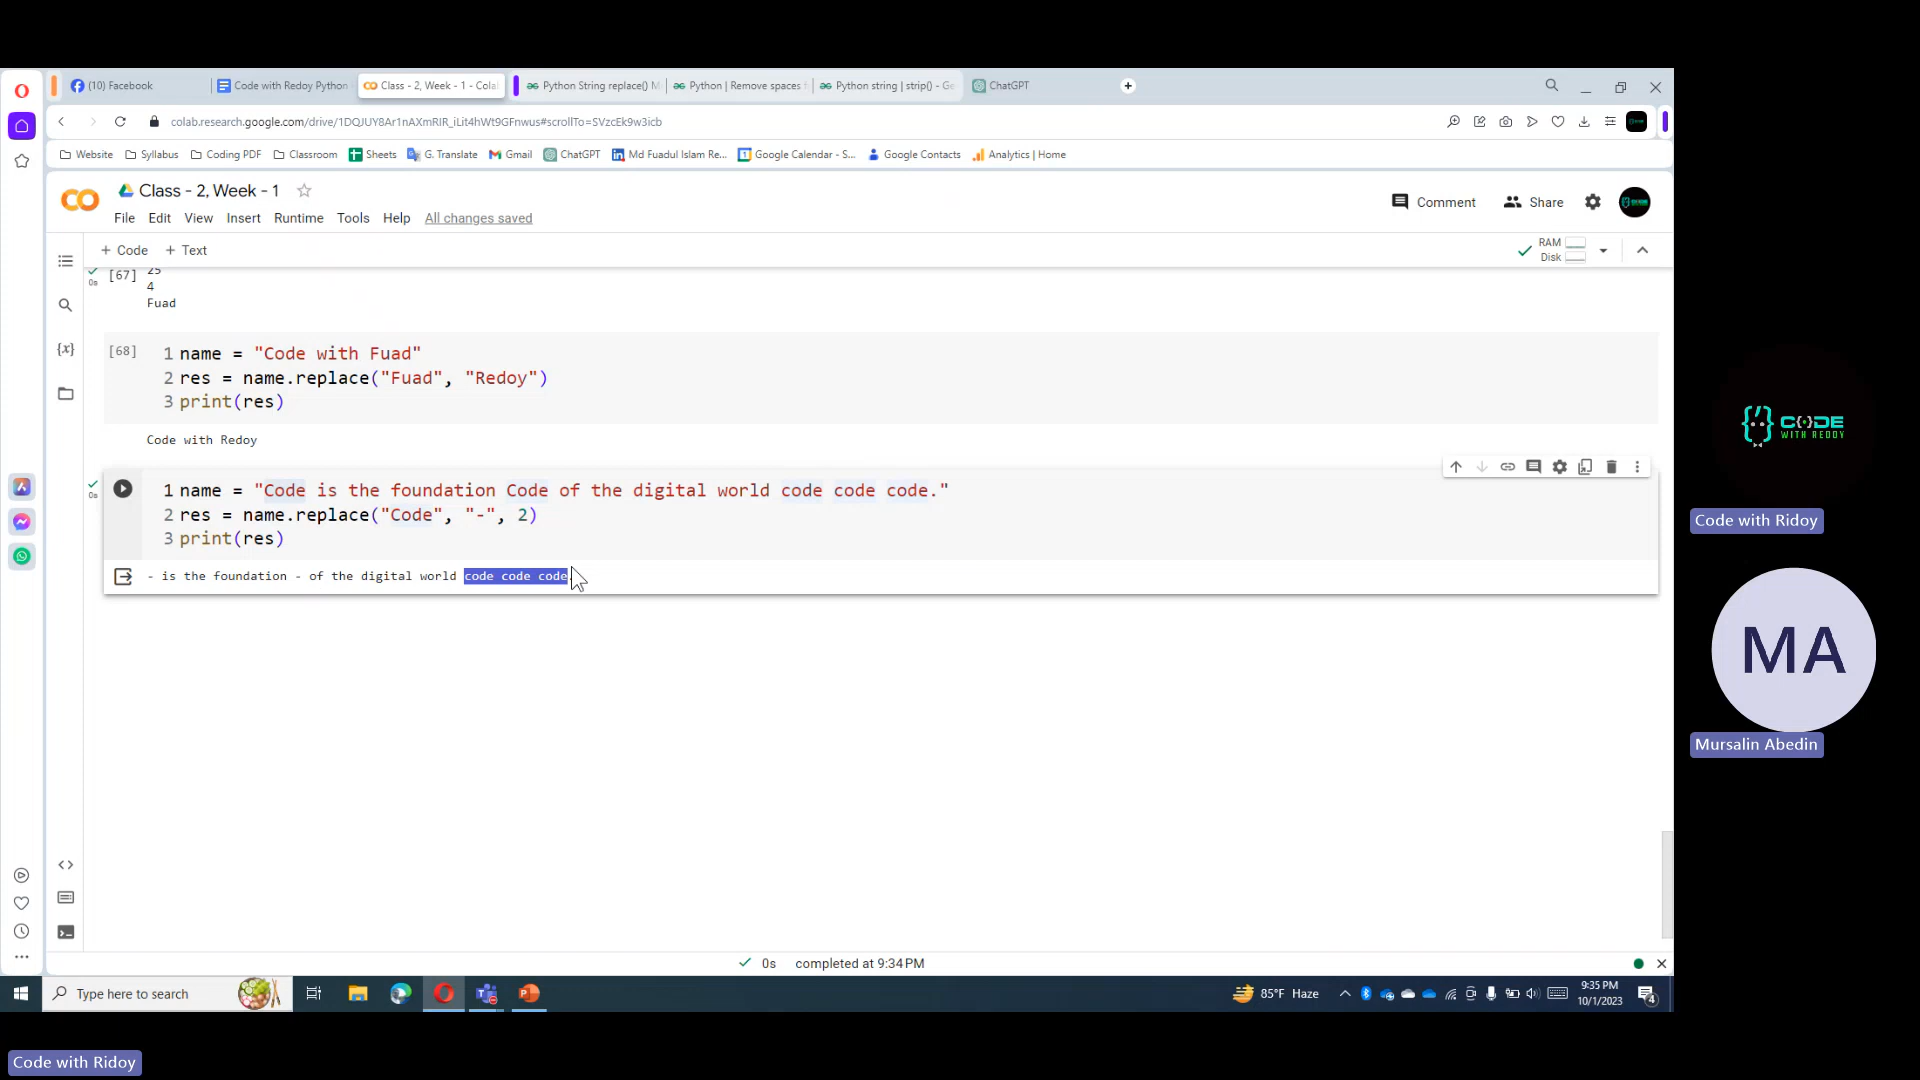 (10) Facebook
Code with Redoy Python
Class - 2, Week - 1 - Cola
Python String replace() M
Python | Remove spaces
Python string | strip() - Ge
ChatGPT
colab.research.google.com/drive/1DQJUY8Ar1nAXmRIR_iLit4hWt9GFnwus#scrollTo=SVzcEk9w3icb
Website
Syllabus
Coding PDF
Classroom
Sheets
G. Translate
Gmail
ChatGPT
Md Fuadul Islam Re...
Google Calendar - S...
Google Contacts
Analytics | Home
Class - 2, Week - 1
Comment
Share
File Edit View Insert Runtime Tools Help All changes saved
+ Code + Text
RAM
Disk
[67] 25
0s
4
Fuad
[68] 1 name = "Code with Fuad"
2 res = name.replace("Fuad", "Redoy")
3 print(res)
Code with Redoy
0s
1 name = "Code is the foundation Code of the digital world code code code."
2 res = name.replace("Code", "-", 2)
3 print(res)
- is the foundation - of the digital world code code code
0s completed at 9:34 PM
Type here to search
85°F Haze
9:35 PM
10/1/2023
4
CODE
WITH REDOY
Code with Ridoy
MA
Mursalin Abedin
Code with Ridoy